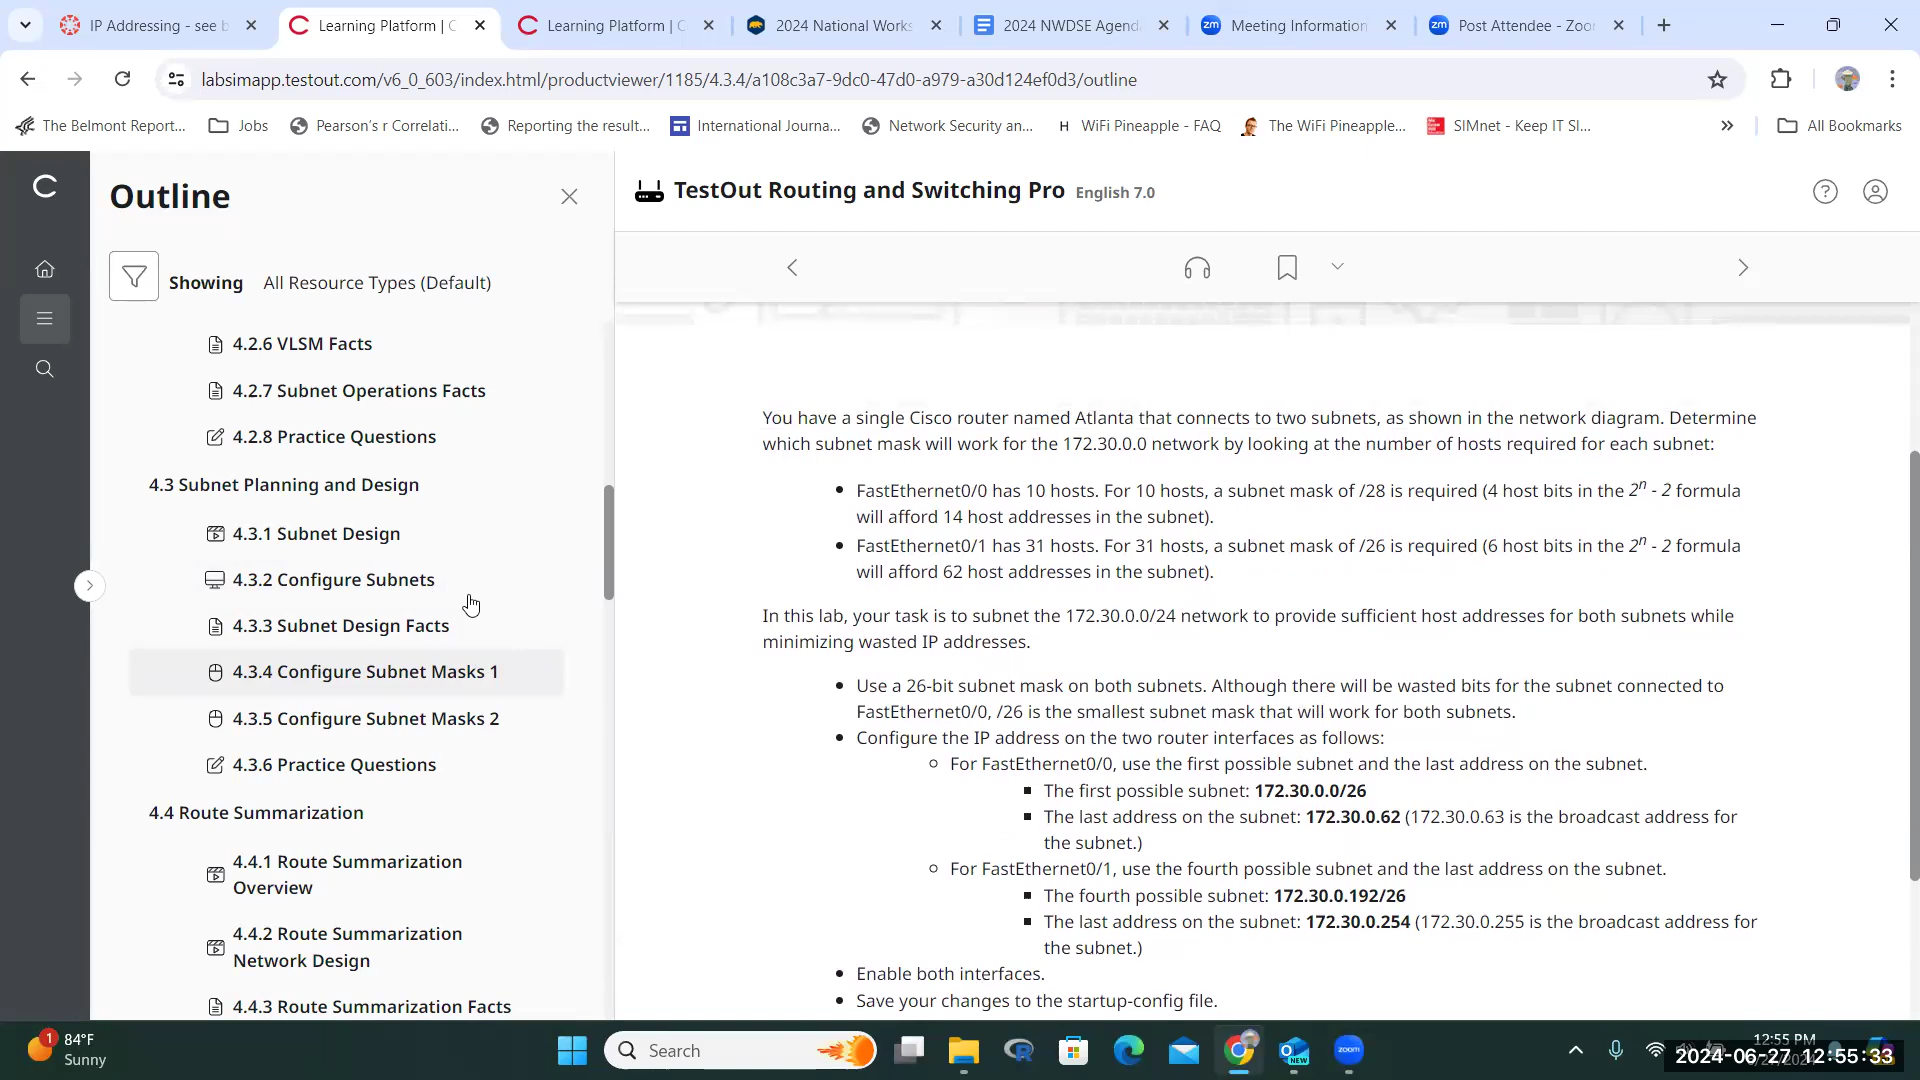 IP Addressing - see b
Learning Platform | C
Learning Platform | C
2024 National Works
2024 NWDSE Agend
Meeting Information
Post Attendee - Zoo
labsimapp.testout.com/v6_0_603/index.html/productviewer/1185/4.3.4/a108c3a7-9dc0-47d0-a979-a30d124ef0d3/outline
The Belmont Report...
Jobs
Pearson's r Correlati...
Reporting the result...
International Journa...
Network Security an...
WiFi Pineapple - FAQ
The WiFi Pineapple...
SIMnet - Keep IT SI...
All Bookmarks
Outline
TestOut Routing and Switching Pro English 7.0
Showing All Resource Types (Default)
4.2.6 VLSM Facts
4.2.7 Subnet Operations Facts
4.2.8 Practice Questions
4.3 Subnet Planning and Design
4.3.1 Subnet Design
4.3.2 Configure Subnets
4.3.3 Subnet Design Facts
4.3.4 Configure Subnet Masks 1
4.3.5 Configure Subnet Masks 2
4.3.6 Practice Questions
4.4 Route Summarization
4.4.1 Route Summarization
Overview
4.4.2 Route Summarization
Network Design
4.4.3 Route Summarization Facts
You have a single Cisco router named Atlanta that connects to two subnets, as shown in the network diagram. Determine
which subnet mask will work for the 172.30.0.0 network by looking at the number of hosts required for each subnet:
• FastEthernet0/0 has 10 hosts. For 10 hosts, a subnet mask of /28 is required (4 host bits in the 2ⁿ - 2 formula
will afford 14 host addresses in the subnet).
• FastEthernet0/1 has 31 hosts. For 31 hosts, a subnet mask of /26 is required (6 host bits in the 2ⁿ - 2 formula
will afford 62 host addresses in the subnet).
In this lab, your task is to subnet the 172.30.0.0/24 network to provide sufficient host addresses for both subnets while
minimizing wasted IP addresses.
• Use a 26-bit subnet mask on both subnets. Although there will be wasted bits for the subnet connected to
FastEthernet0/0, /26 is the smallest subnet mask that will work for both subnets.
• Configure the IP address on the two router interfaces as follows:
○ For FastEthernet0/0, use the first possible subnet and the last address on the subnet.
▪ The first possible subnet: 172.30.0.0/26
▪ The last address on the subnet: 172.30.0.62 (172.30.0.63 is the broadcast address for
the subnet.)
○ For FastEthernet0/1, use the fourth possible subnet and the last address on the subnet.
▪ The fourth possible subnet: 172.30.0.192/26
▪ The last address on the subnet: 172.30.0.254 (172.30.0.255 is the broadcast address for
the subnet.)
• Enable both interfaces.
• Save your changes to the startup-config file.
1
84°F
Sunny
Search
12:55 PM
2024-06-27 12:55:33